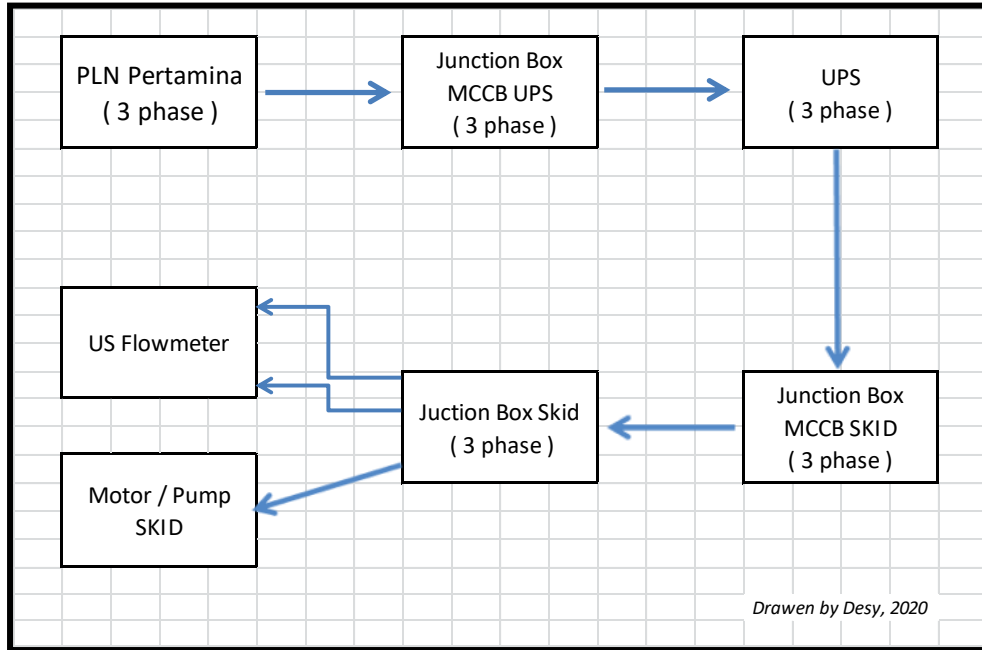 PLN Pertamina
( 3 phase )
Junction Box
MCCB UPS
( 3 phase )
UPS
( 3 phase )
US Flowmeter
Juction Box Skid
( 3 phase )
Junction Box
MCCB SKID
( 3 phase )
Motor / Pump
SKID
Drawen by Desy, 2020